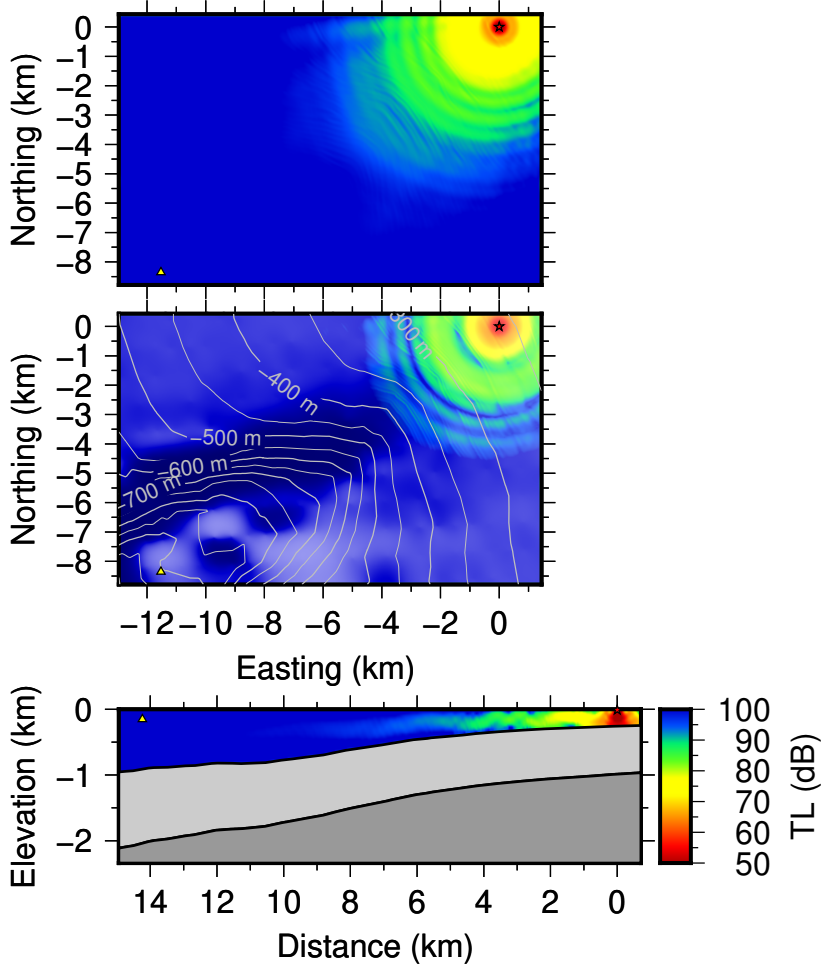 0
−1
−2
−3
−4
−5
−6
−7
−8
Northing (km)
0
−1
−2
−3
−4
−5
−6
−7
−8
Northing (km)
300 m
−400 m
−500 m
−600 m
−700 m
−12 −10 −8 −6 −4 −2 0
Easting (km)
0
−1
−2
Elevation (km)
14 12 10 8 6 4 2 0
Distance (km)
100
90
80
70
60
50
TL (dB)